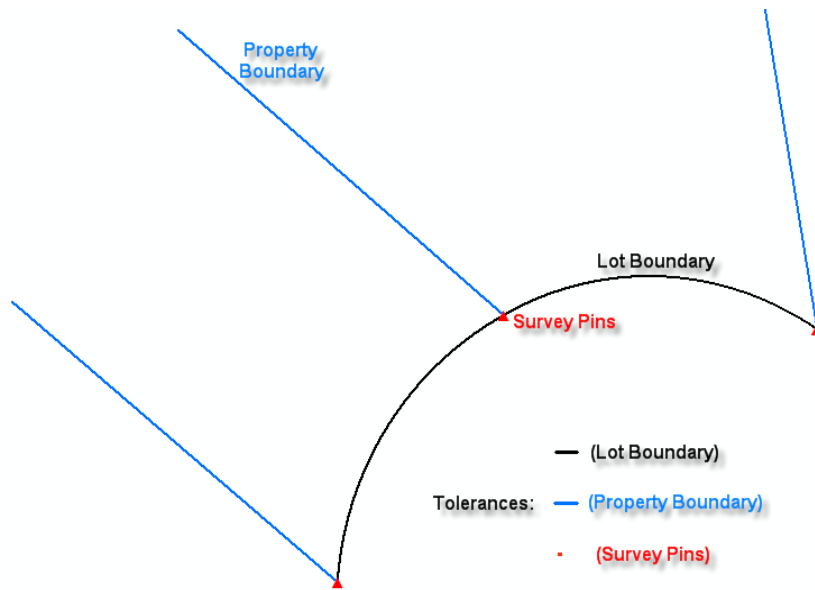 Property
Boundary
Lot Boundary
Survey Pins
(Lot Boundary)
Tolerances: (Property Boundary)
(Survey Pins)